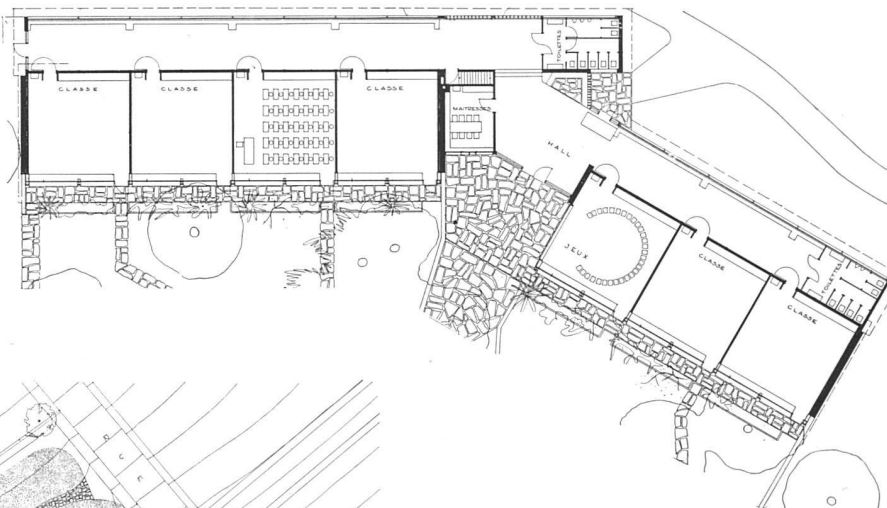 TOILETTES
CLASSE
CLASSE
CLASSE
MAITRESSES
HALL
JEUX
CLASSE
TOILETTES
CLASSE
C